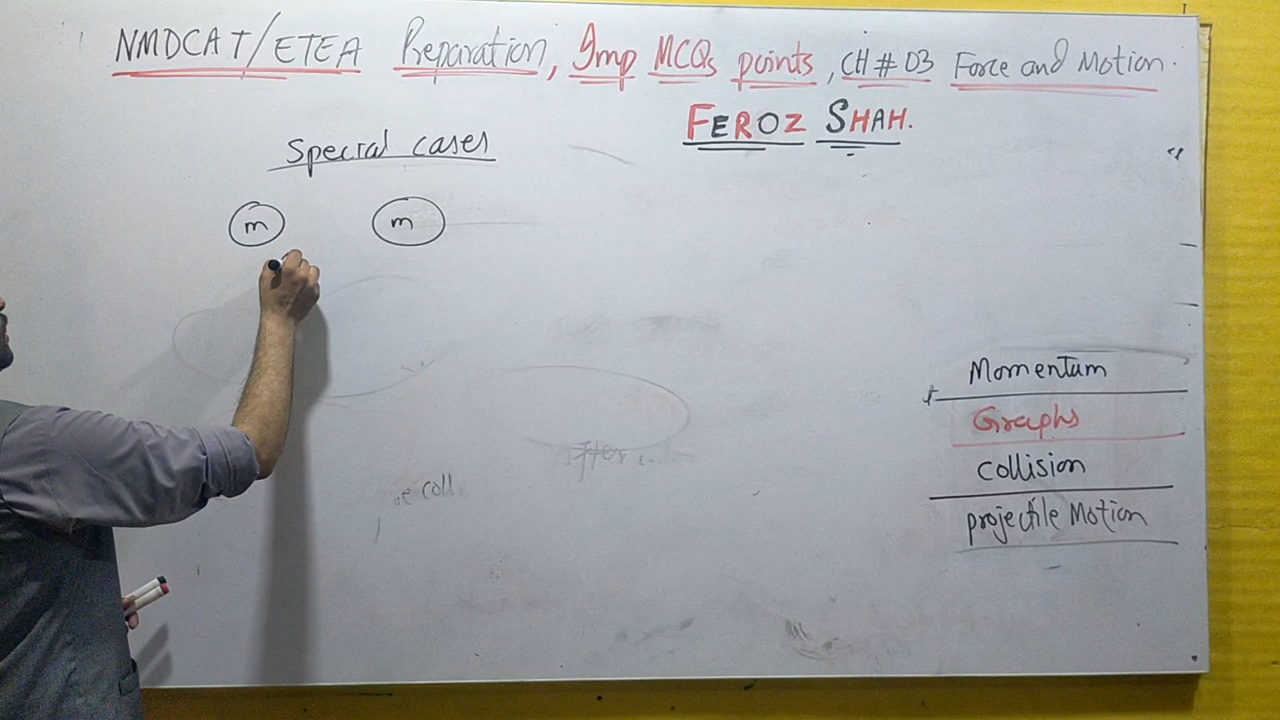 NMDCAT/ETEA Preparation, Imp MCQs points, CH # 03 Force and Motion.
FEROZ SHAH.
Special cases
m m
Momentum
Graphs
collision
projectile Motion